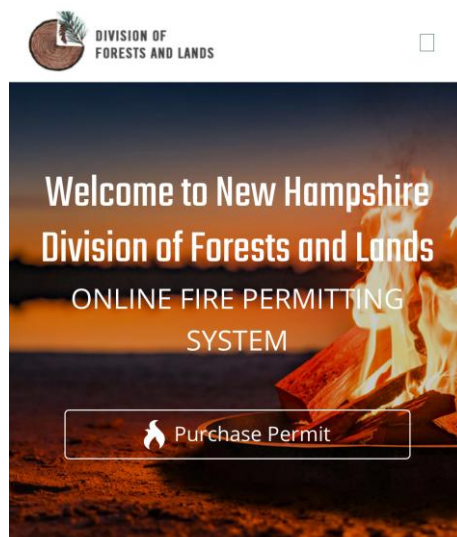 DIVISION OF
FORESTS AND LANDS
Welcome to New Hampshire
Division of Forests and Lands
ONLINE FIRE PERMITTING
SYSTEM
Purchase Permit